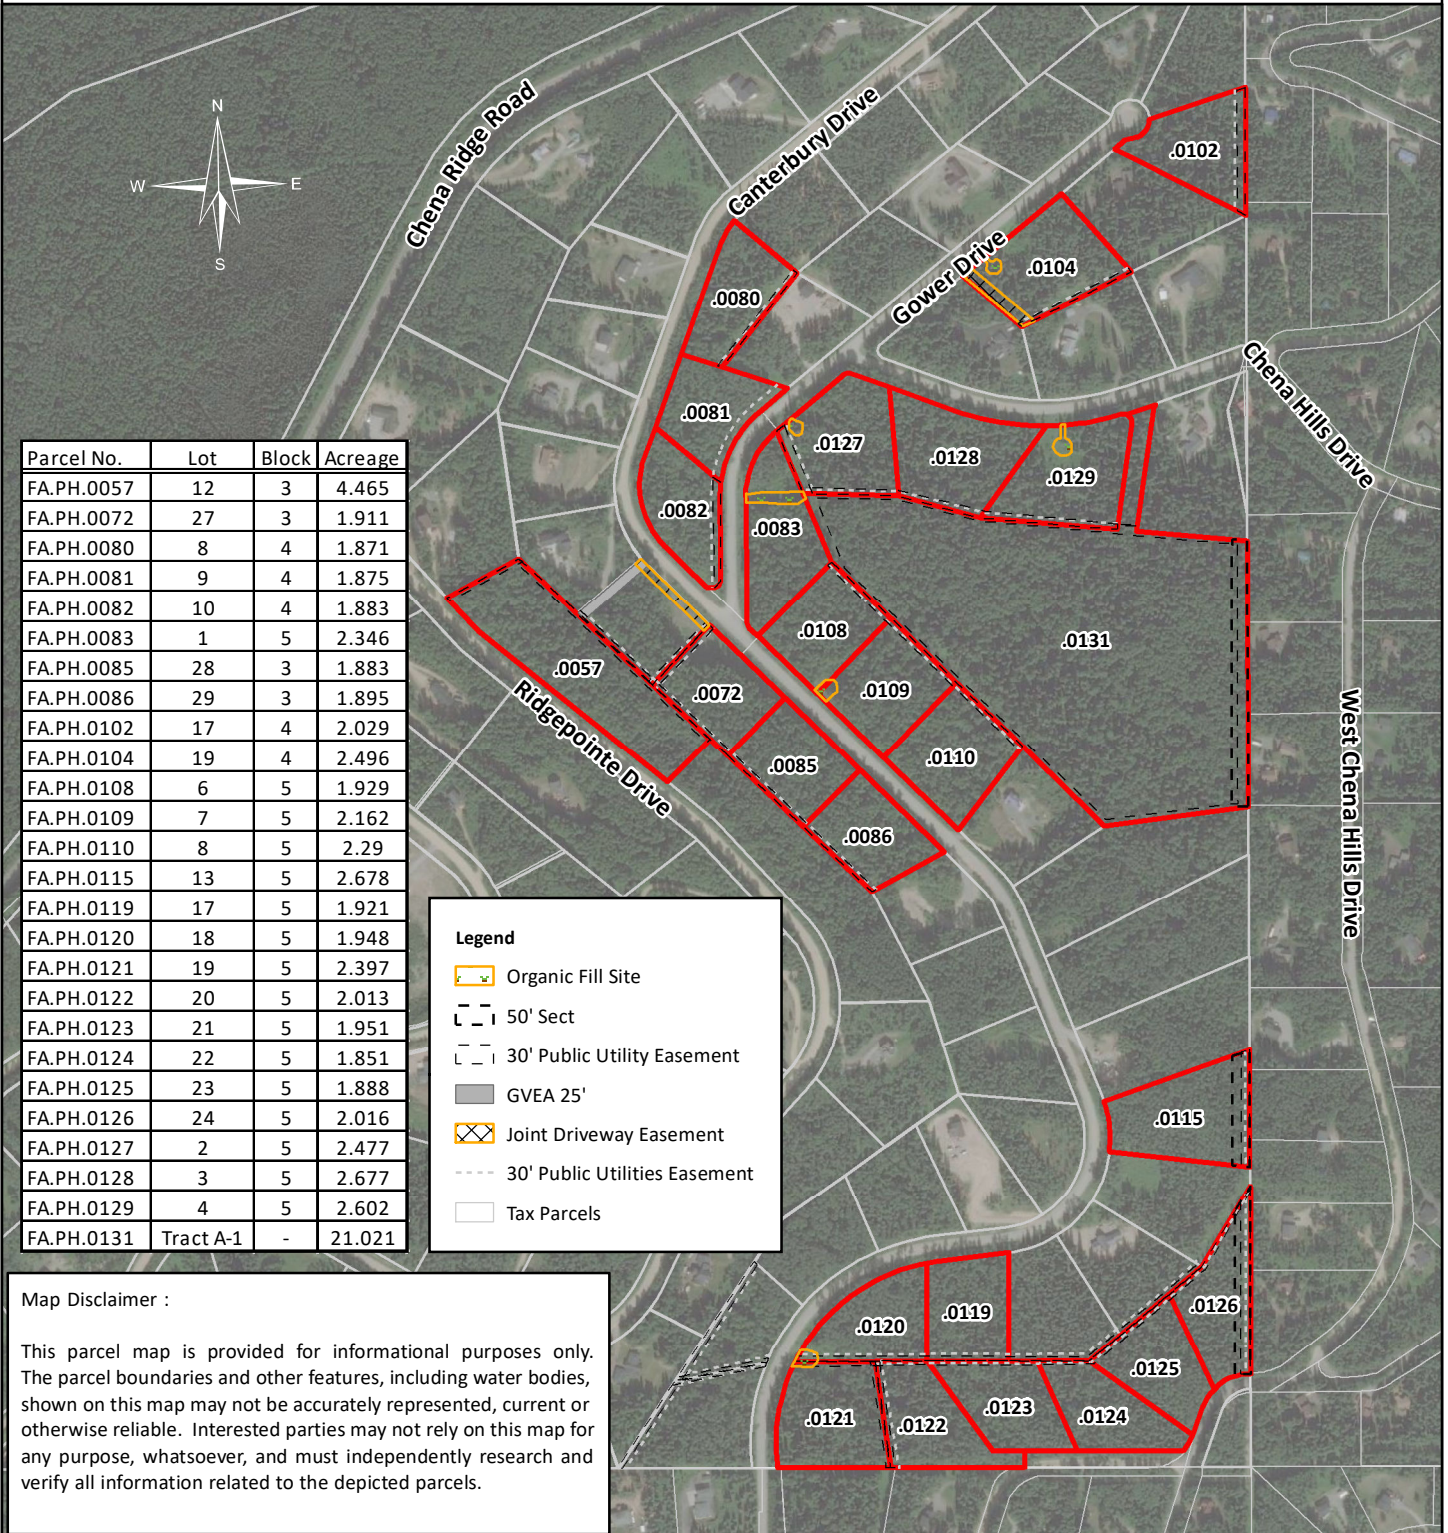 N
W E
S
Chena Ridge Road
Canterbury Drive
Gower Drive
Chena Hills Drive
West Chena Hills Drive
Ridgepointe Drive
.0102
.0104
.0080
.0081
.0082
.0127
.0128
.0129
.0083
.0131
.0108
.0109
.0110
.0057
.0072
.0085
.0086
.0115
.0126
.0119
.0120
.0125
.0121
.0122
.0123
.0124
Parcel No. Lot Block Acreage
FA.PH.0057 12 3 4.465
FA.PH.0072 27 3 1.911
FA.PH.0080 8 4 1.871
FA.PH.0081 9 4 1.875
FA.PH.0082 10 4 1.883
FA.PH.0083 1 5 2.346
FA.PH.0085 28 3 1.883
FA.PH.0086 29 3 1.895
FA.PH.0102 17 4 2.029
FA.PH.0104 19 4 2.496
FA.PH.0108 6 5 1.929
FA.PH.0109 7 5 2.162
FA.PH.0110 8 5 2.29
FA.PH.0115 13 5 2.678
FA.PH.0119 17 5 1.921
FA.PH.0120 18 5 1.948
FA.PH.0121 19 5 2.397
FA.PH.0122 20 5 2.013
FA.PH.0123 21 5 1.951
FA.PH.0124 22 5 1.851
FA.PH.0125 23 5 1.888
FA.PH.0126 24 5 2.016
FA.PH.0127 2 5 2.477
FA.PH.0128 3 5 2.677
FA.PH.0129 4 5 2.602
FA.PH.0131 Tract A-1 - 21.021
Legend
Organic Fill Site
50' Sect
30' Public Utility Easement
GVEA 25'
Joint Driveway Easement
30' Public Utilities Easement
Tax Parcels
Map Disclaimer :
This parcel map is provided for informational purposes only.
The parcel boundaries and other features, including water bodies,
shown on this map may not be accurately represented, current or
otherwise reliable. Interested parties may not rely on this map for
any purpose, whatsoever, and must independently research and
verify all information related to the depicted parcels.